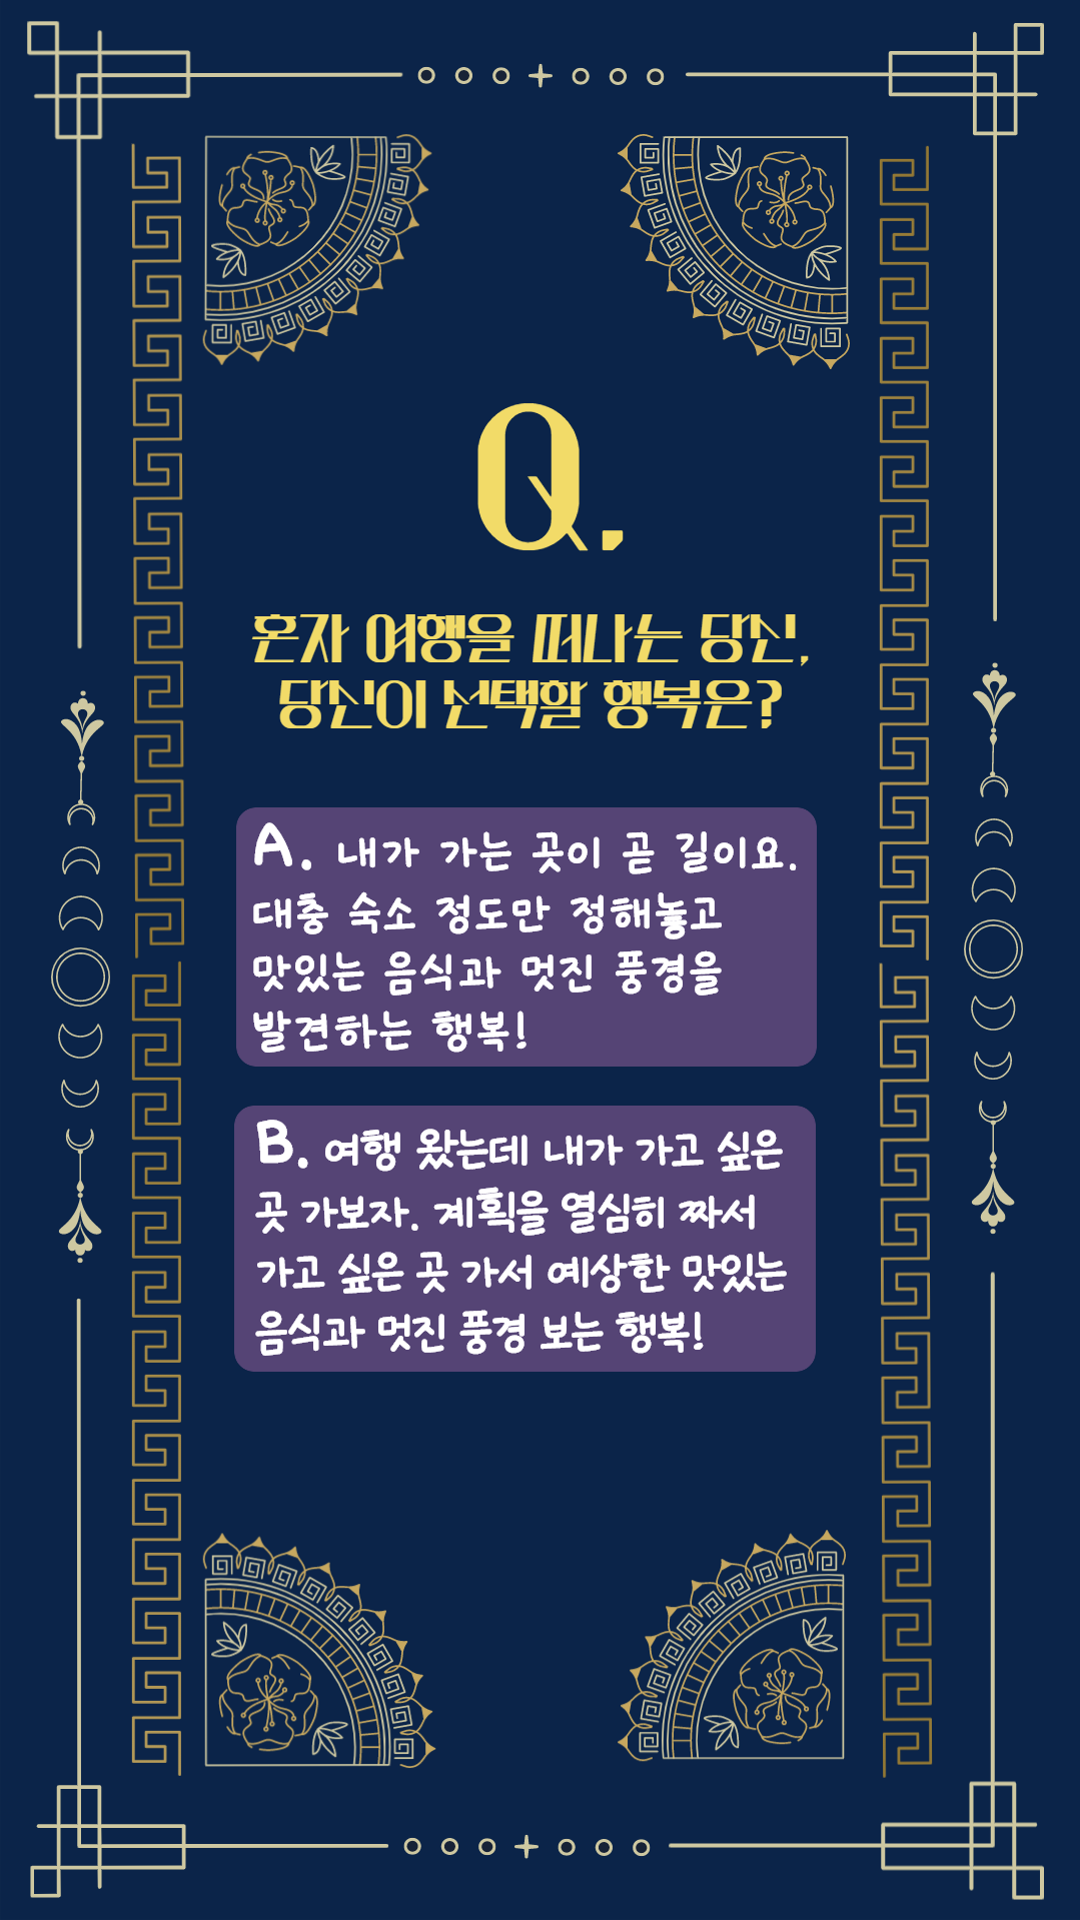 Q.
혼자 여행을 떠나는 당신,
당신이 선택할 행복은?
A. 내가 가는 곳이 곧 길이요.
대충 숙소 정도만 정해놓고
맛있는 음식과 멋진 풍경을
발견하는 행복!
B. 여행 왔는데 내가 가고 싶은
곳 가보자. 계획을 열심히 짜서
가고 싶은 곳 가서 예상한 맛있는
음식과 멋진 풍경 보는 행복!